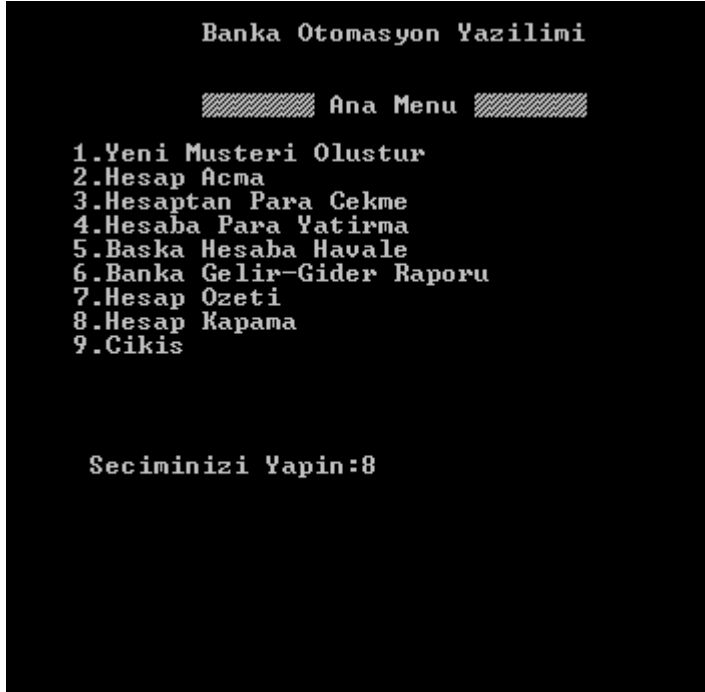 Banka Otomasyon Yazilimi
Ana Menu
1.Yeni Musteri Olustur
2.Hesap Acma
3.Hesaptan Para Cekme
4.Hesaba Para Yatirma
5.Baska Hesaba Havale
6.Banka Gelir-Gider Raporu
7.Hesap Ozeti
8.Hesap Kapama
9.Cikis
Seciminizi Yapin:8